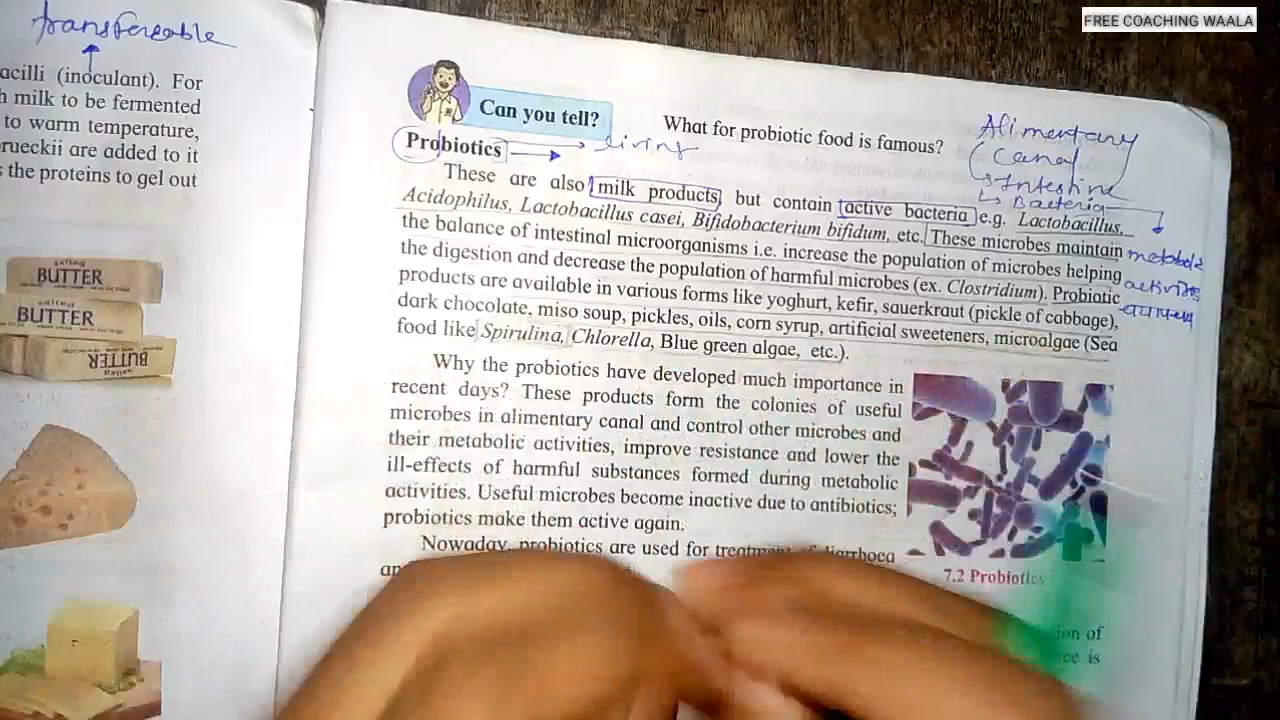 FREE COACHING WAALA
transfereable
acilli (inoculant). For
h milk to be fermented
to warm temperature,
rueckii are added to it
s the proteins to gel out
salted
BUTTER
salted
BUTTER
BUTTER
Can you tell?
What for probiotic food is famous?
Alimentary
Canal
Intestine
Bacteria
metabolic
Probiotics
living
These are also milk products, but contain active bacteria e.g. Lactobacillus,
Acidophilus, Lactobacillus casei, Bifidobacterium bifidum, etc. These microbes maintain
the balance of intestinal microorganisms i.e. increase the population of microbes helping
the digestion and decrease the population of harmful microbes (ex. Clostridium). Probiotic
products are available in various forms like yoghurt, kefir, sauerkraut (pickle of cabbage),
dark chocolate, miso soup, pickles, oils, corn syrup, artificial sweeteners, microalgae (Sea
food like Spirulina, Chlorella, Blue green algae, etc.).
Why the probiotics have developed much importance in
recent days? These products form the colonies of useful
microbes in alimentary canal and control other microbes and
their metabolic activities, improve resistance and lower the
ill-effects of harmful substances formed during metabolic
activities. Useful microbes become inactive due to antibiotics;
probiotics make them active again.
Nowaday, probiotics are used for treatment of diarrhoea
7.2 Probiotics